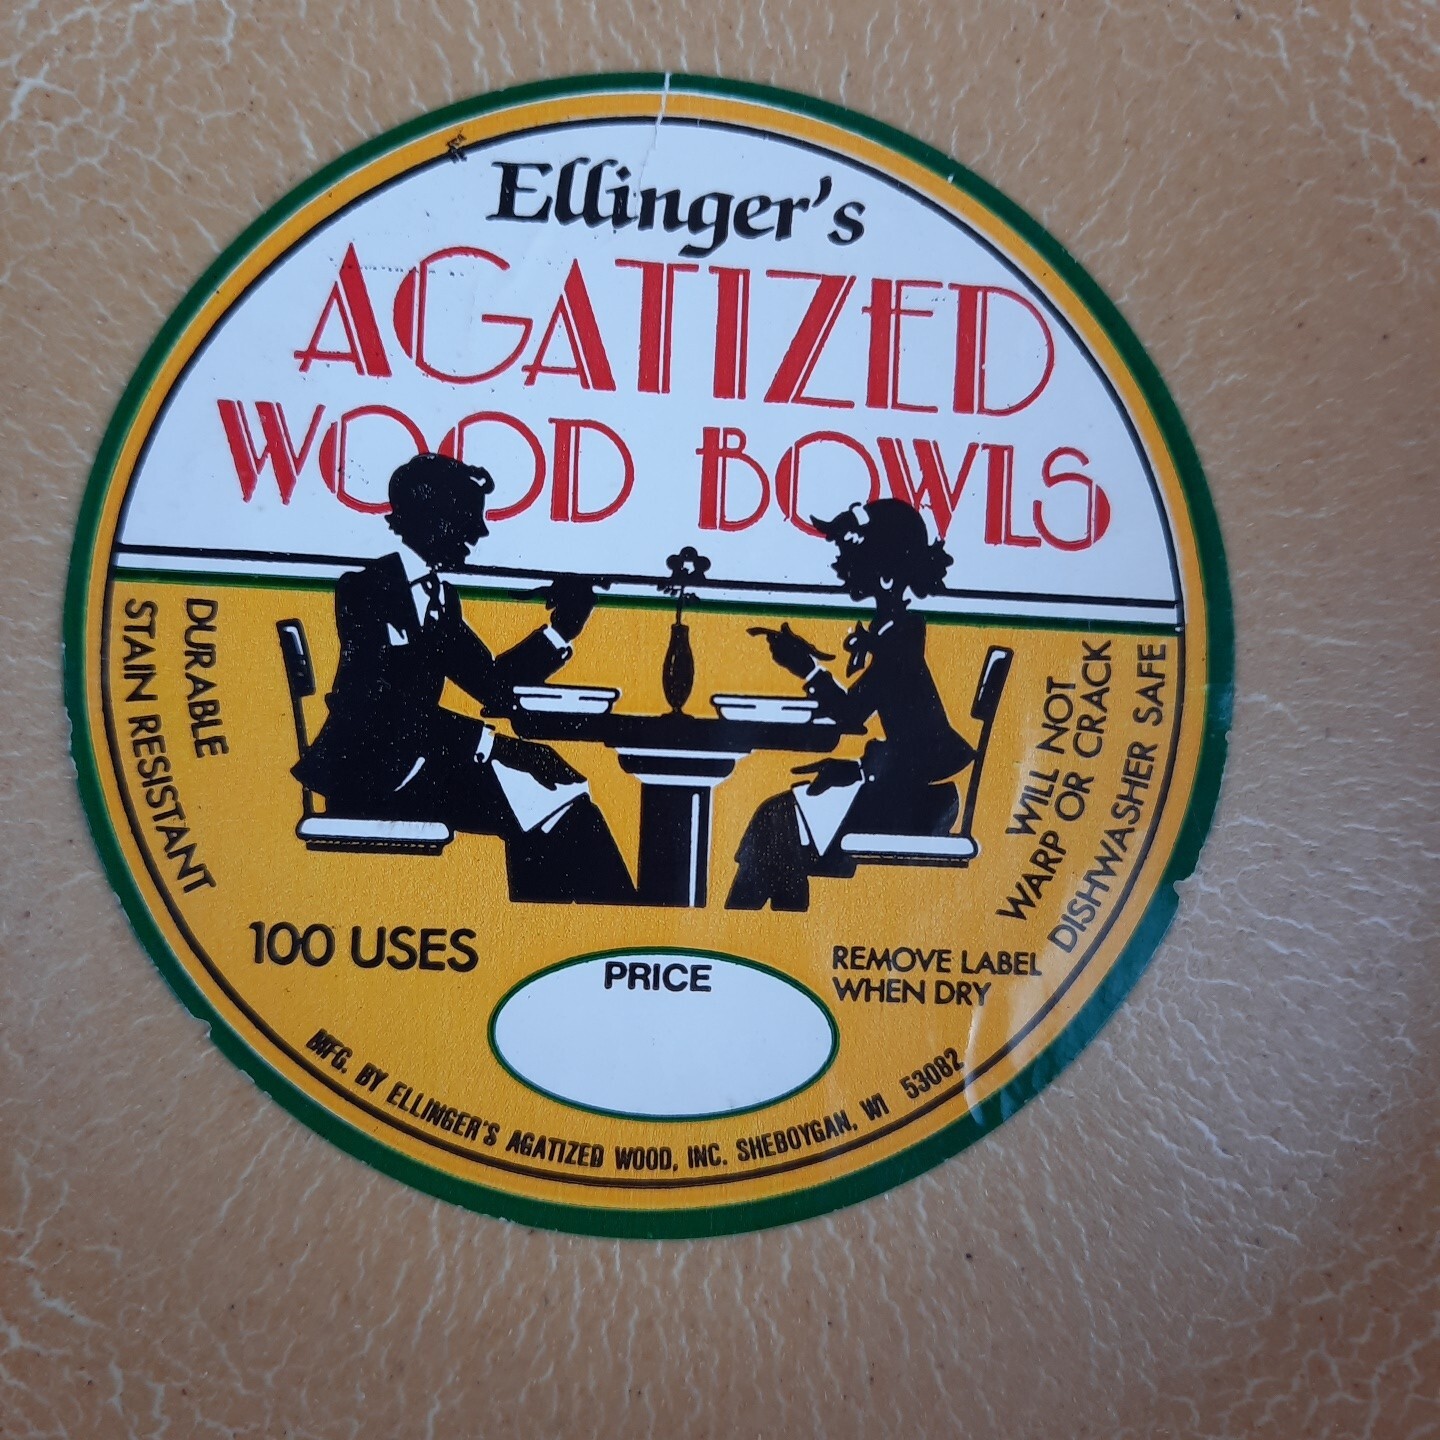 Ellinger's
AGATIZED
WOOD BOWLS
DURABLE
STAIN RESISTANT
WILL NOT
WARP OR CRACK
DISHWASHER SAFE
100 USES
PRICE
REMOVE LABEL
WHEN DRY
MFG. BY ELLINGER'S AGATIZED WOOD, INC. SHEBOYGAN, WI 53082